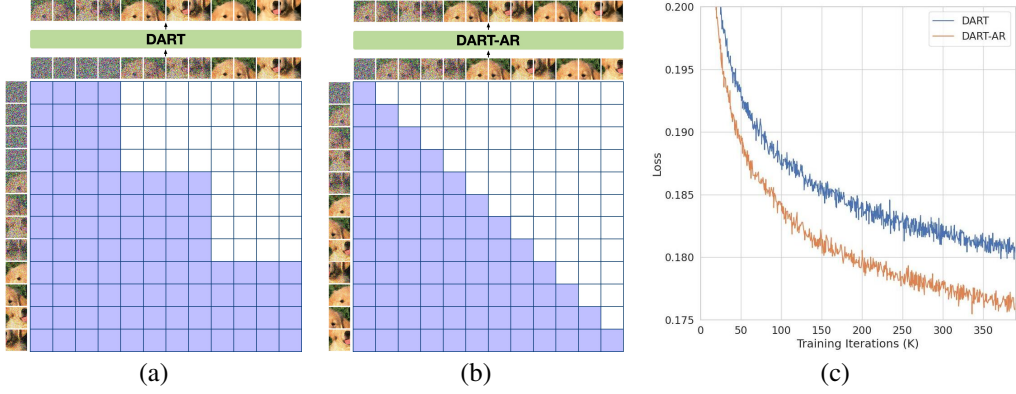 DART
(a)
DART-AR
(b)
0.200
0.195
0.190
0.185
0.180
0.175
Loss
0 50 100 150 200 250 300 350
Training Iterations (K)
DART
DART-AR
(c)